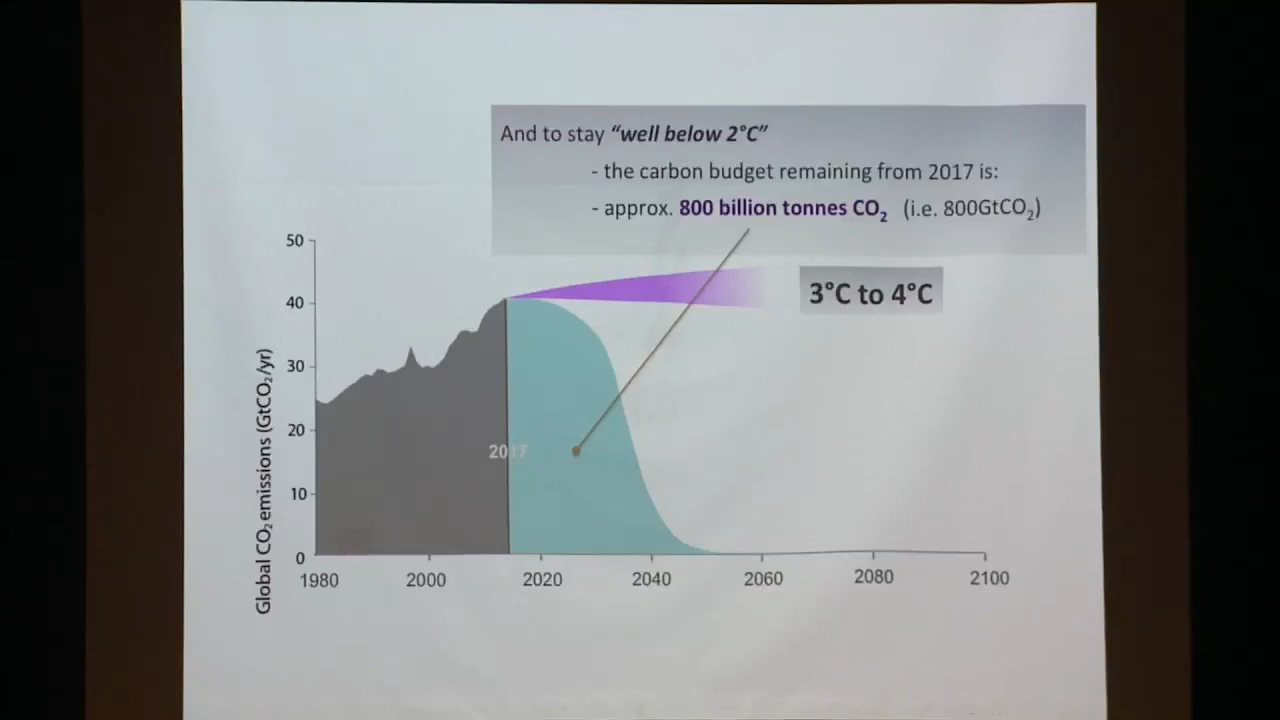 And to stay “well below 2°C”
- the carbon budget remaining from 2017 is:
- approx. 800 billion tonnes CO₂ (i.e. 800GtCO₂)
3°C to 4°C
50
40
30
20
10
0
Global CO₂ emissions (GtCO₂/yr)
2017
1980 2000 2020 2040 2060 2080 2100